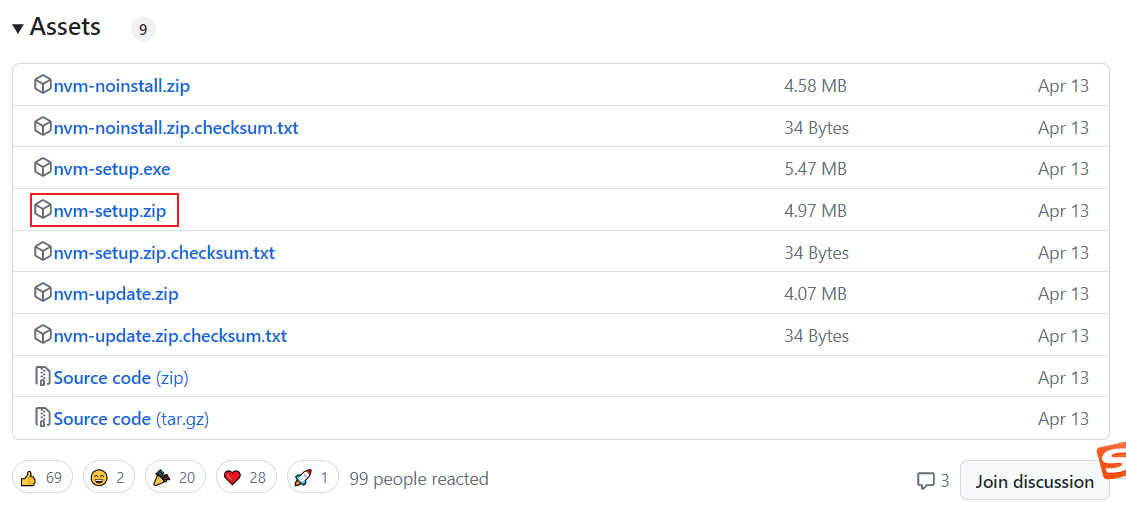 Assets 9
nvm-noinstall.zip 4.58 MB Apr 13
nvm-noinstall.zip.checksum.txt 34 Bytes Apr 13
nvm-setup.exe 5.47 MB Apr 13
nvm-setup.zip 4.97 MB Apr 13
nvm-setup.zip.checksum.txt 34 Bytes Apr 13
nvm-update.zip 4.07 MB Apr 13
nvm-update.zip.checksum.txt 34 Bytes Apr 13
Source code (zip) Apr 13
Source code (tar.gz) Apr 13
69 2 20 28 1 99 people reacted 3 Join discussion